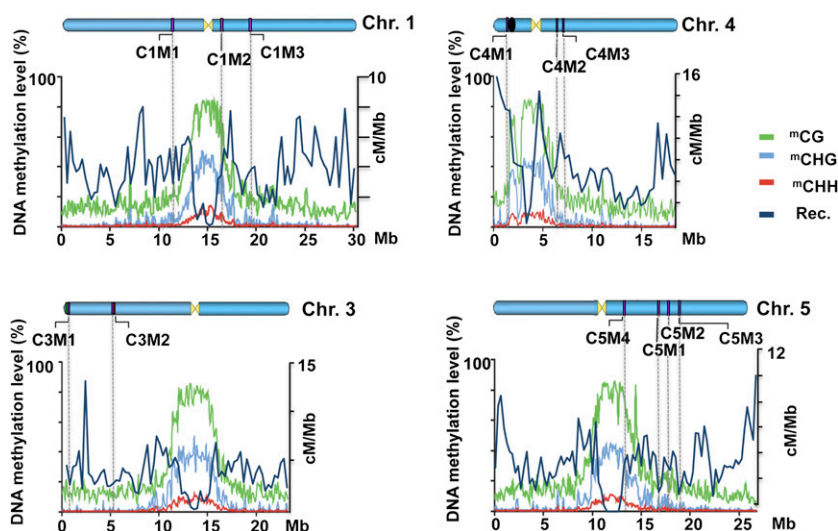 Chr. 1
C1M1
C1M2
C1M3
DNA methylation level (%)
100
10
cM/Mb
0 5 10 15 20 25 30
Mb
Chr. 4
C4M1
C4M2
C4M3
DNA methylation level (%)
100
16
cM/Mb
0 5 10 15
Mb
mCG
mCHG
mCHH
Rec.
Chr. 3
C3M1
C3M2
DNA methylation level (%)
100
15
cM/Mb
0 5 10 15 20
Mb
Chr. 5
C5M4
C5M1
C5M2
C5M3
DNA methylation level (%)
100
12
cM/Mb
0 5 10 15 20 25
Mb